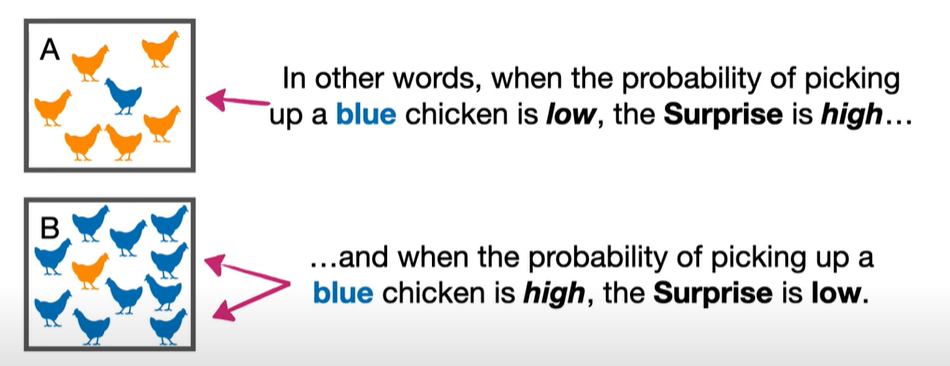 A
In other words, when the probability of picking
up a blue chicken is low, the Surprise is high…
B
…and when the probability of picking up a
blue chicken is high, the Surprise is low.